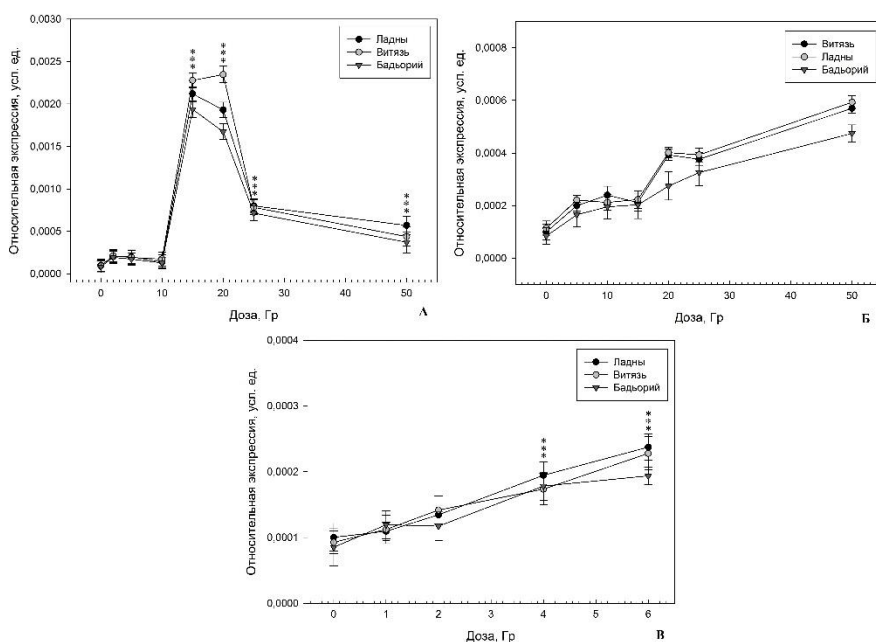 Относительная экспрессия, усл. ед.
0,0030
0,0025
0,0020
0,0015
0,0010
0,0005
0,0000
*** *** *** ***
Ладны
Витязь
Бадьорий
0 10 20 30 40 50
Доза, Гр
А
Относительная экспрессия, усл. ед.
0,0008
0,0006
0,0004
0,0002
0,0000
Витязь
Ладны
Бадьорий
0 10 20 30 40 50
Доза, Гр
Б
Относительная экспрессия, усл. ед.
0,0004
0,0003
0,0002
0,0001
0,0000
*** ***
Ладны
Витязь
Бадьорий
0 1 2 4 6
Доза, Гр
В